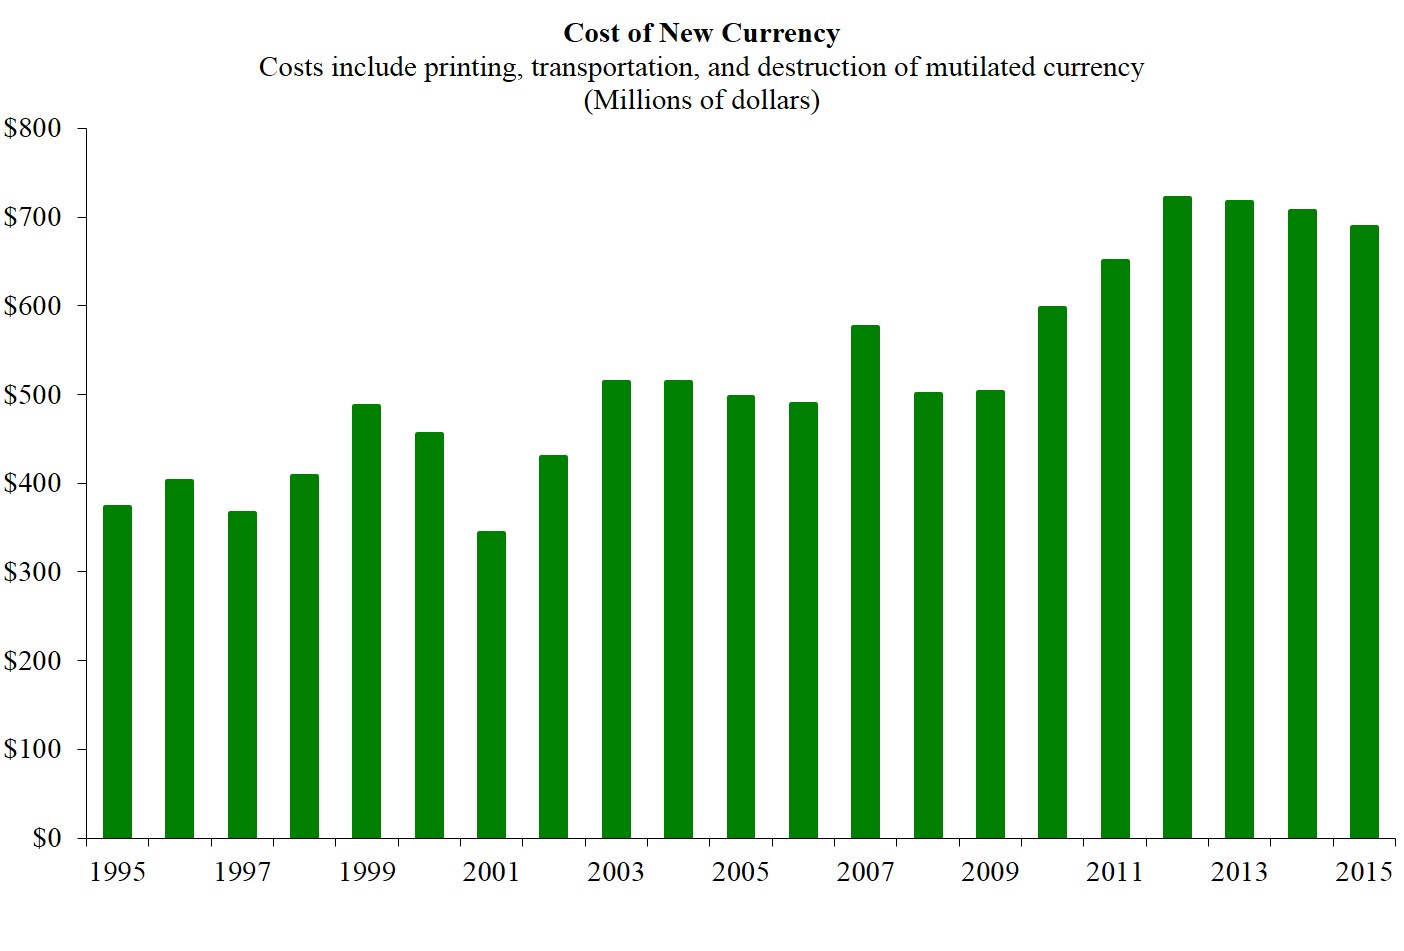 Cost of New Currency
Costs include printing, transportation, and destruction of mutilated currency
(Millions of dollars)
$800
$700
$600
$500
$400
$300
$200
$100
$0
1995 1997 1999 2001 2003 2005 2007 2009 2011 2013 2015